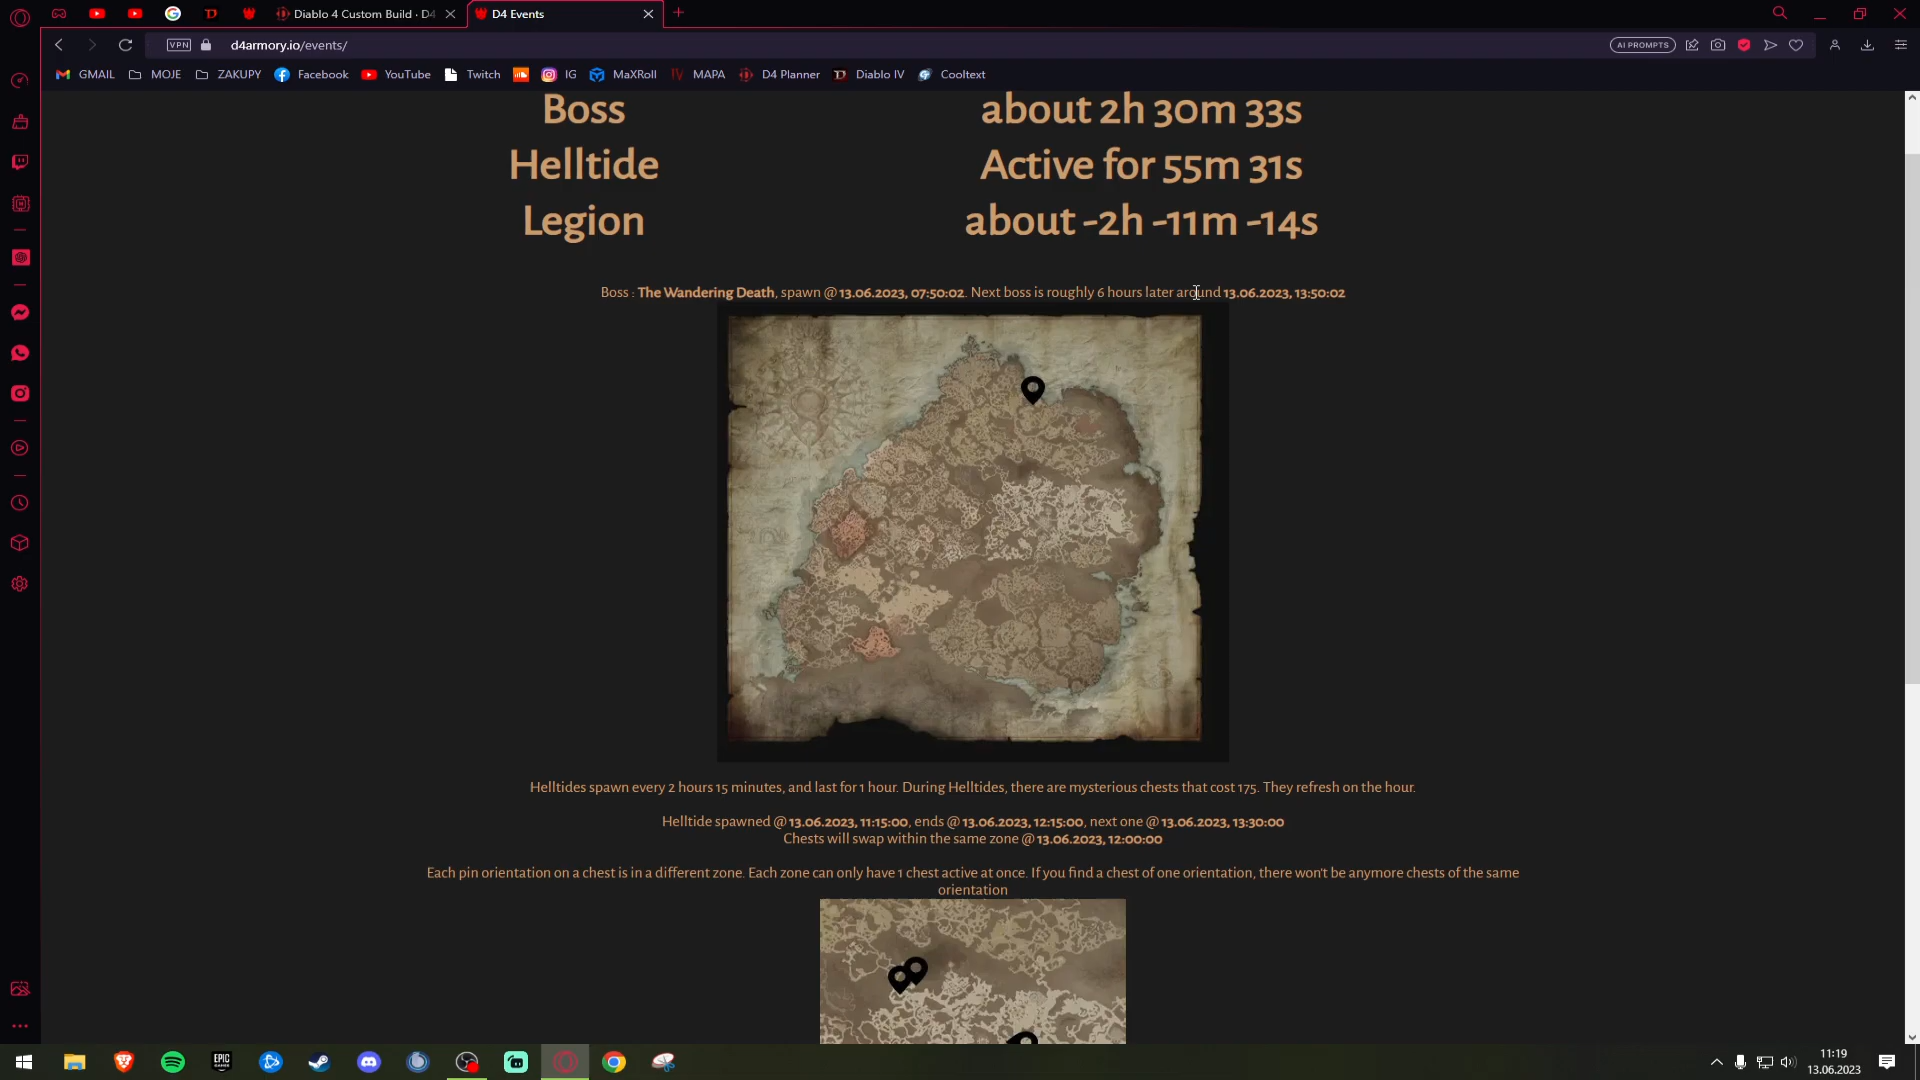 Diablo 4 Custom Build - D4
D4 Events
VPN
d4armory.io/events/
AI PROMPTS
GMAIL
MOJE
ZAKUPY
Facebook
YouTube
Twitch
IG
MaXRoll
MAPA
D4 Planner
Diablo IV
Cooltext
Boss about 2h 30m 33s
Helltide Active for 55m 31s
Legion about -2h -11m -14s
Boss : The Wandering Death, spawn @ 13.06.2023, 07:50:02. Next boss is roughly 6 hours later around 13.06.2023, 13:50:02
Helltides spawn every 2 hours 15 minutes, and last for 1 hour. During Helltides, there are mysterious chests that cost 175. They refresh on the hour.
Helltide spawned @ 13.06.2023, 11:15:00, ends @ 13.06.2023, 12:15:00, next one @ 13.06.2023, 13:30:00
Chests will swap within the same zone @ 13.06.2023, 12:00:00
Each pin orientation on a chest is in a different zone. Each zone can only have 1 chest active at once. If you find a chest of one orientation, there won't be anymore chests of the same
orientation
EPIC
GAMES
11:19
13.06.2023